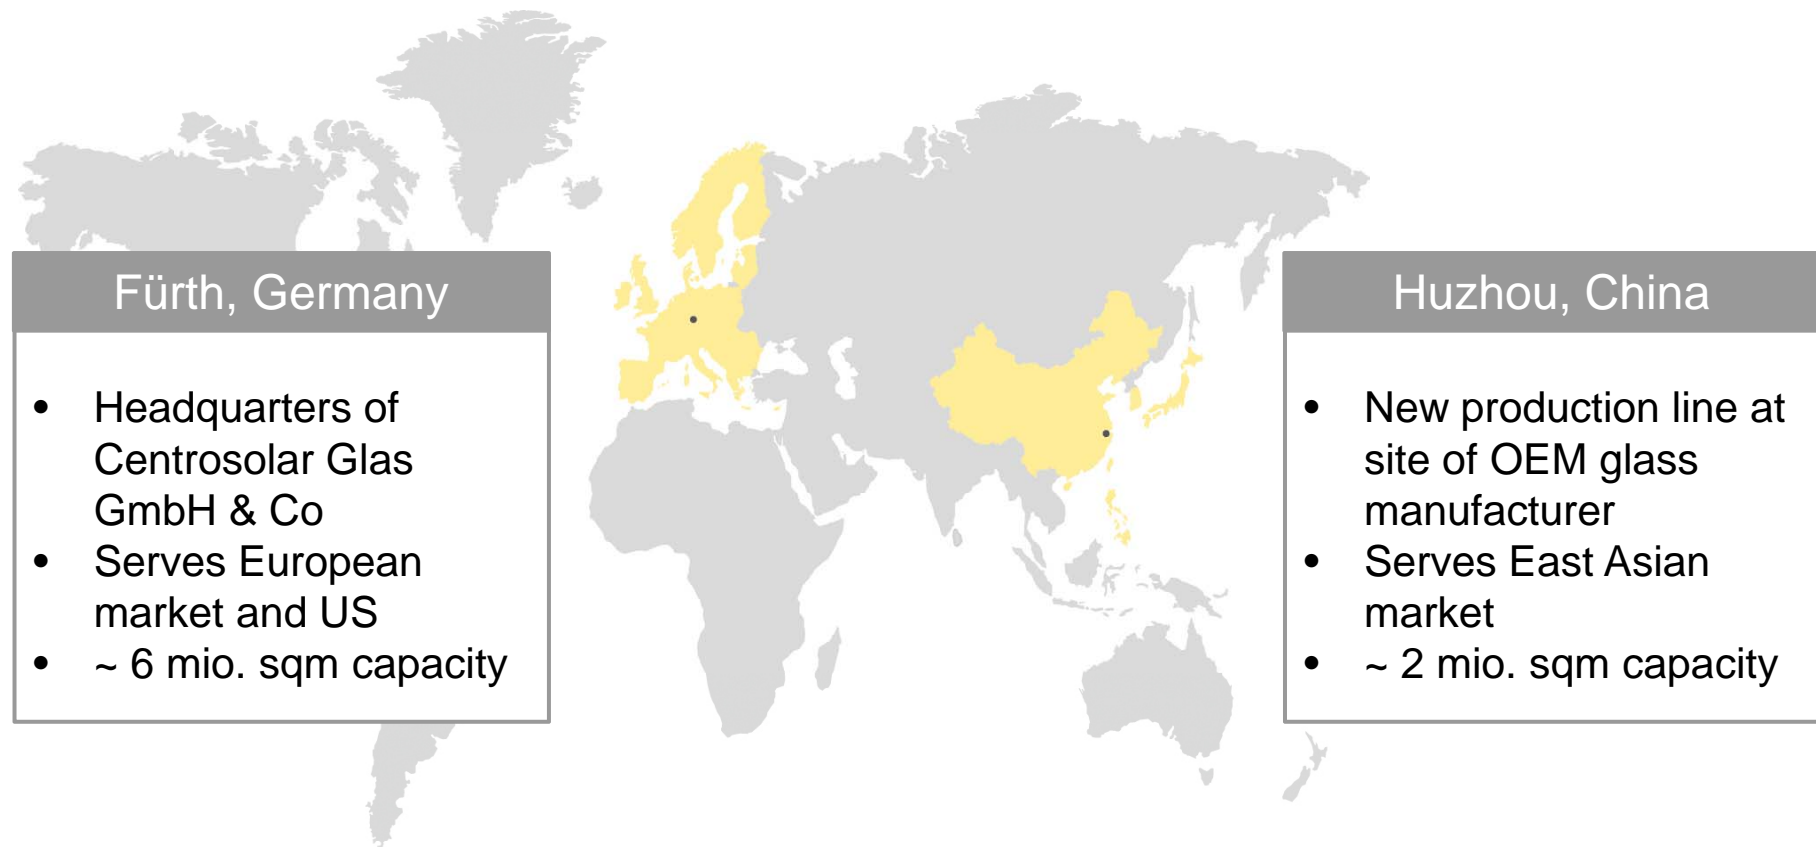 Fürth, Germany
• Headquarters of
Centrosolar Glas
GmbH & Co
• Serves European
market and US
• ~ 6 mio. sqm capacity
Huzhou, China
• New production line at
site of OEM glass
manufacturer
• Serves East Asian
market
• ~ 2 mio. sqm capacity